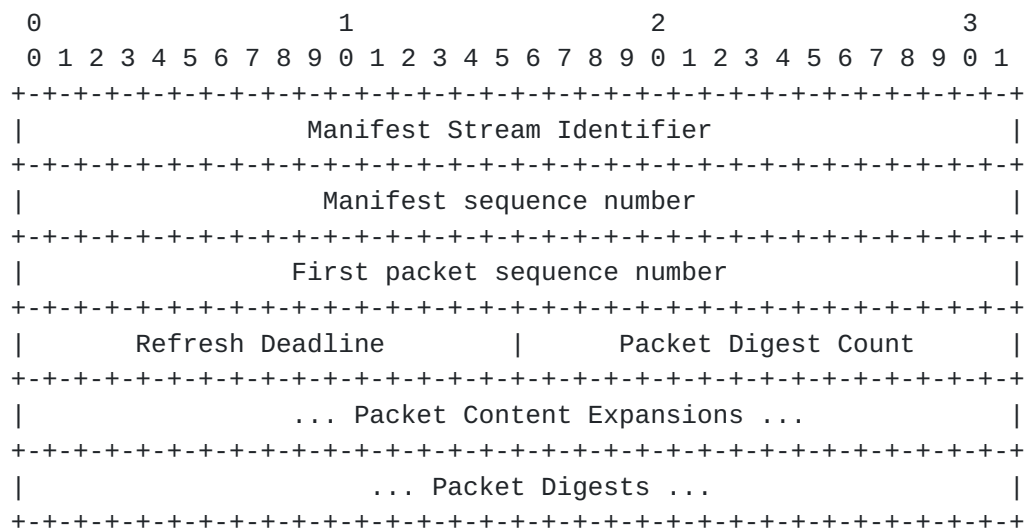 0                   1                   2                   3
0 1 2 3 4 5 6 7 8 9 0 1 2 3 4 5 6 7 8 9 0 1 2 3 4 5 6 7 8 9 0 1
+-+-+-+-+-+-+-+-+-+-+-+-+-+-+-+-+-+-+-+-+-+-+-+-+-+-+-+-+-+-+-+-+
|                  Manifest Stream Identifier                   |
+-+-+-+-+-+-+-+-+-+-+-+-+-+-+-+-+-+-+-+-+-+-+-+-+-+-+-+-+-+-+-+-+
|                   Manifest sequence number                    |
+-+-+-+-+-+-+-+-+-+-+-+-+-+-+-+-+-+-+-+-+-+-+-+-+-+-+-+-+-+-+-+-+
|                 First packet sequence number                  |
+-+-+-+-+-+-+-+-+-+-+-+-+-+-+-+-+-+-+-+-+-+-+-+-+-+-+-+-+-+-+-+-+
|       Refresh Deadline        |      Packet Digest Count      |
+-+-+-+-+-+-+-+-+-+-+-+-+-+-+-+-+-+-+-+-+-+-+-+-+-+-+-+-+-+-+-+-+
|                 ... Packet Content Expansions ...             |
+-+-+-+-+-+-+-+-+-+-+-+-+-+-+-+-+-+-+-+-+-+-+-+-+-+-+-+-+-+-+-+-+
|                      ... Packet Digests ...                   |
+-+-+-+-+-+-+-+-+-+-+-+-+-+-+-+-+-+-+-+-+-+-+-+-+-+-+-+-+-+-+-+-+